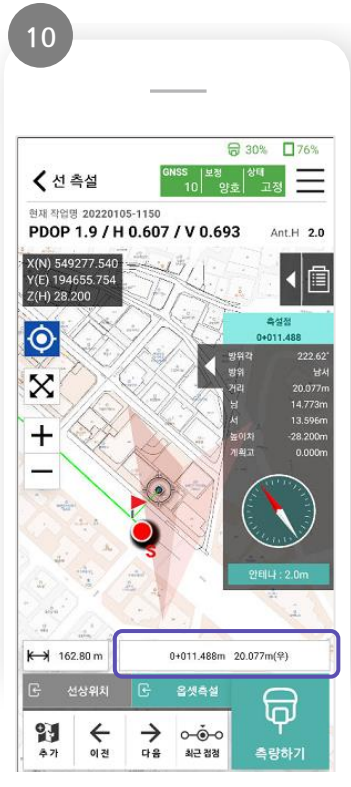 10
30% 76%
선 측설
GNSS 10 보정 양호 상태 고정
현재 작업명 20220105-1150
PDOP 1.9 / H 0.607 / V 0.693 Ant.H 2.0
X(N) 549277.540
Y(E) 194655.754
Z(H) 28.200
측설점
0+011.488
방위각 222.62°
방위 남서
거리 20.077m
남 14.773m
서 13.596m
높이차 -28.200m
계획고 0.000m
안테나 : 2.0m
S
162.80 m
0+011.488m 20.077m(우)
선상위치
옵셋측설
추가
이전
다음
최근 점점
측량하기